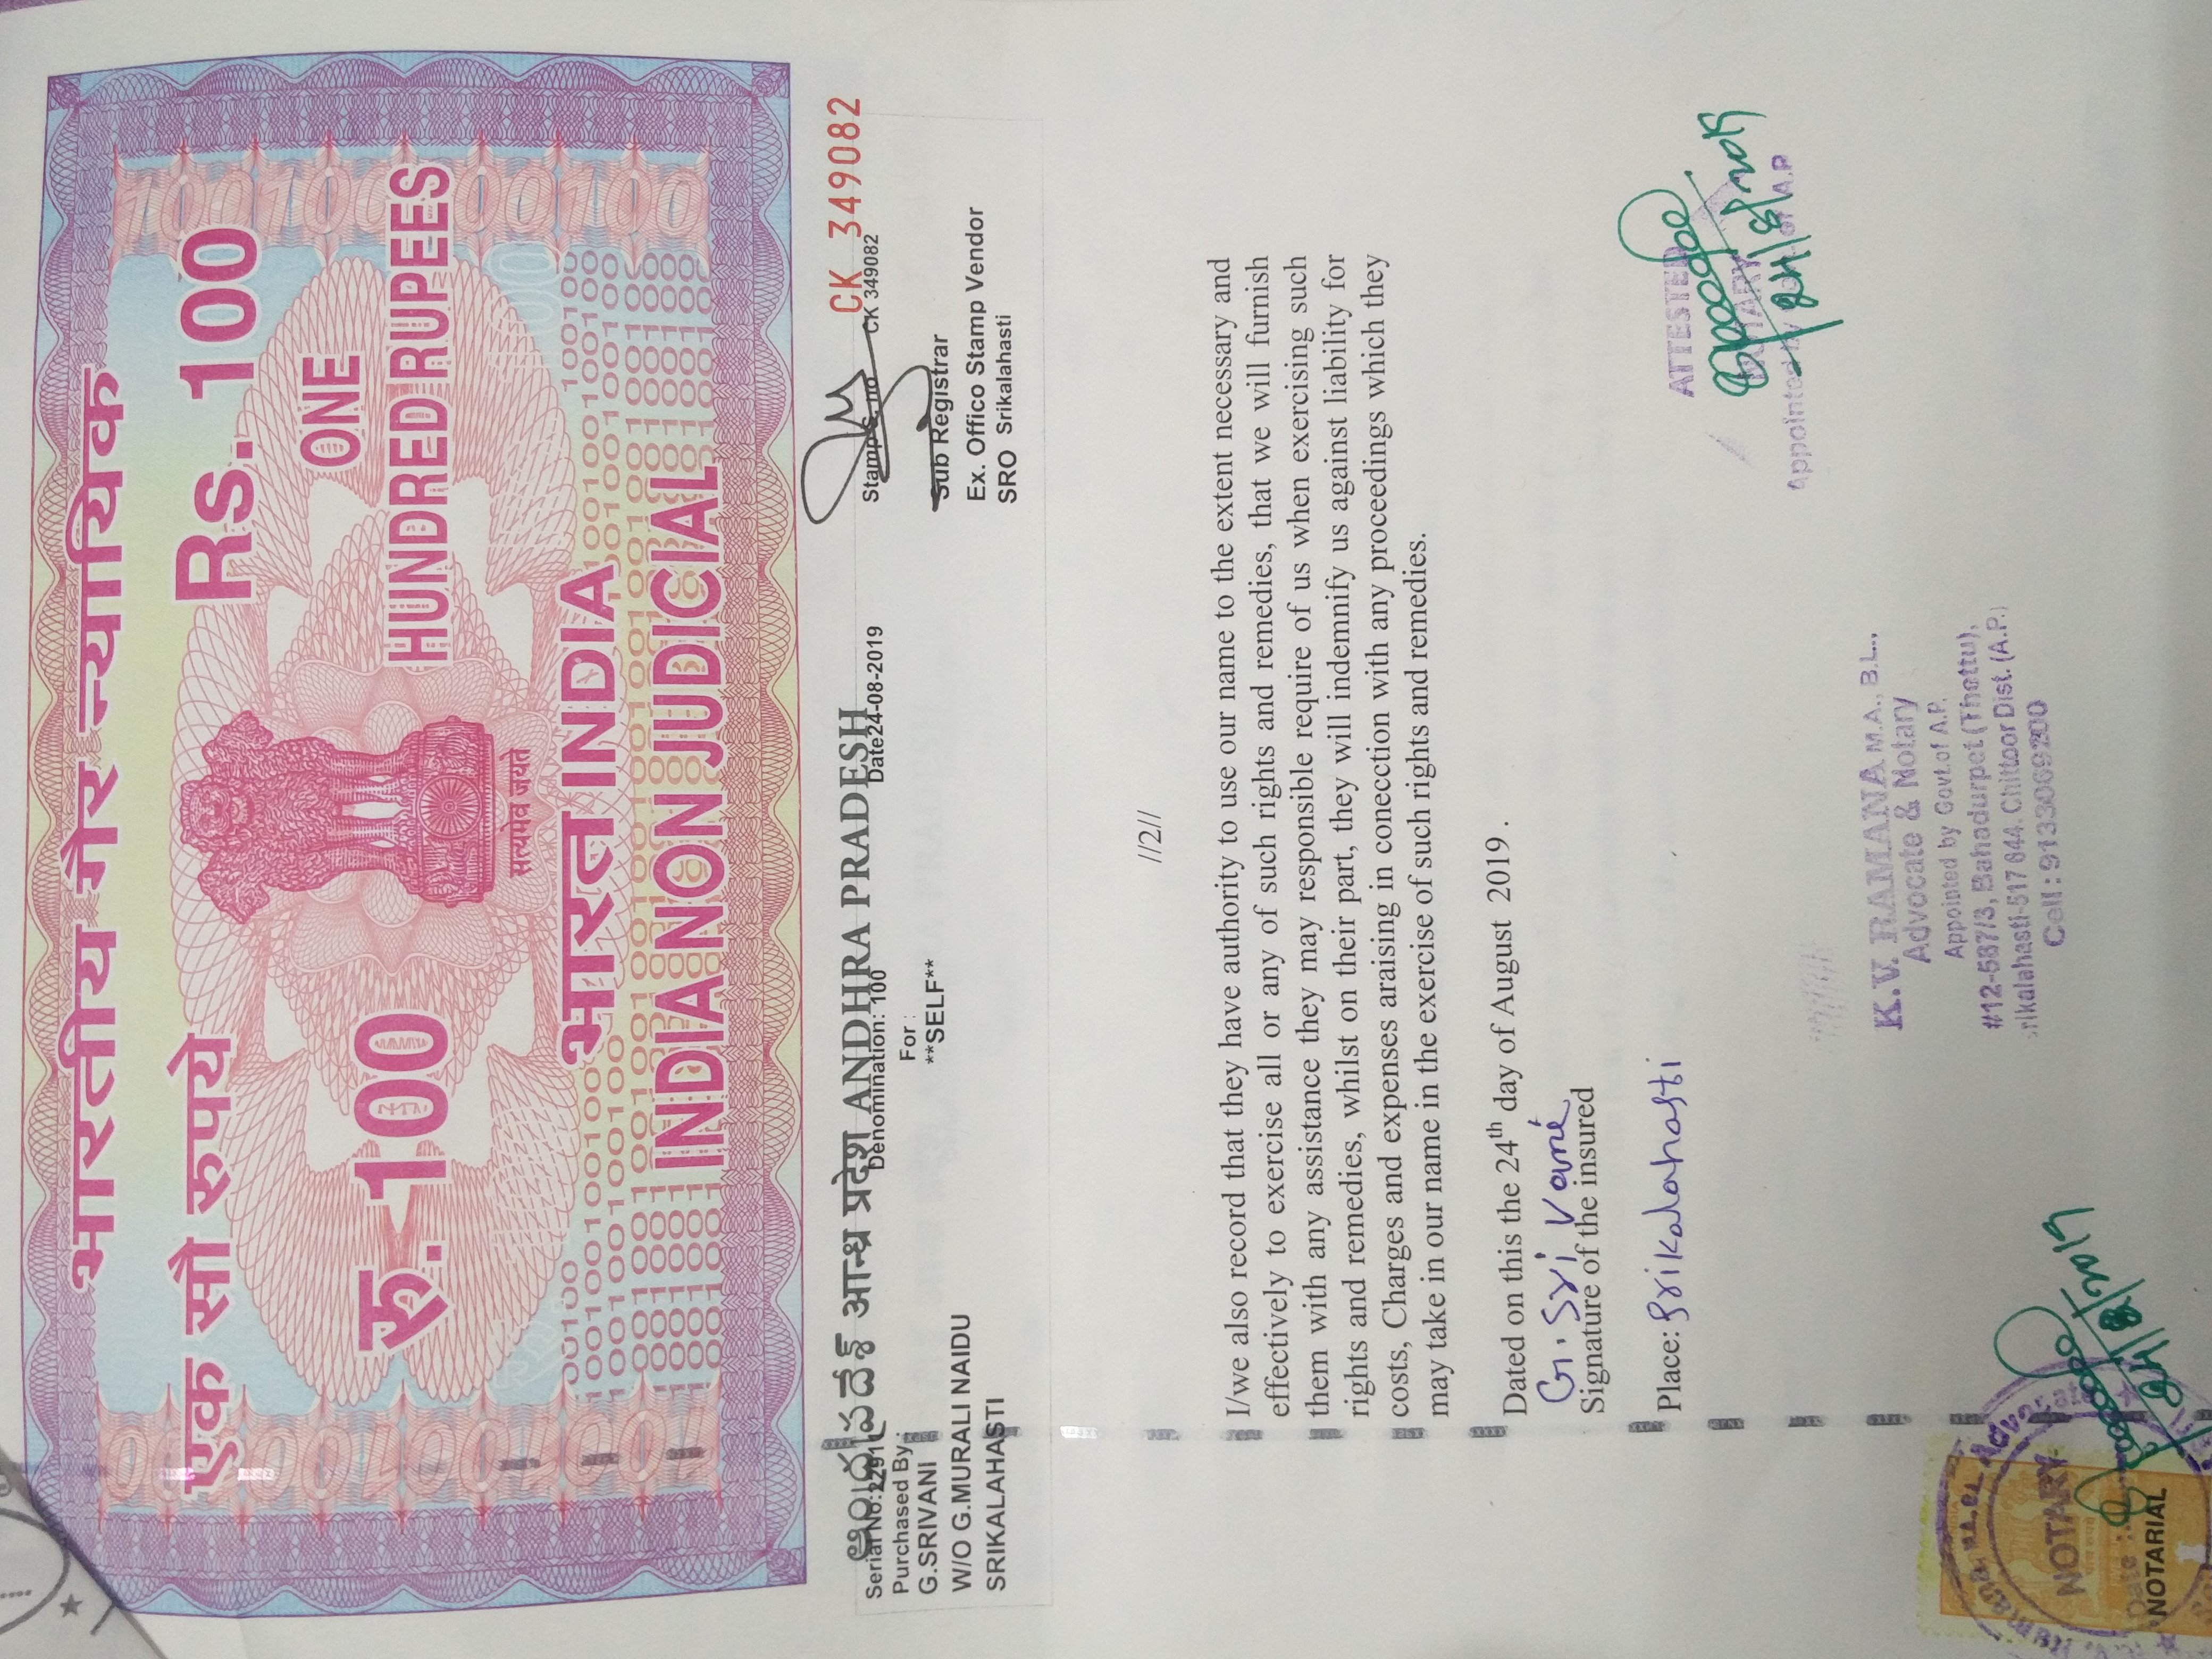 भारतीय गैर न्यायिक
एक सौ रुपये
Rs. 100
रु. 100
ONE
HUNDRED RUPEES
सत्यमेव जयते
भारत INDIA
INDIA NON JUDICIAL
ఆంధ్రప్రదేశ్ आन्ध्र प्रदेश ANDHRA PRADESH
CK 349082
Serial No:22911 Denomination: 100 Date24-08-2019 Stamp S. no CK 349082
Purchased By : For :
G.SRIVANI **SELF** Sub Registrar
W/O G.MURALI NAIDU Ex. Offico Stamp Vendor
SRIKALAHASTI SRO Srikalahasti
//2//
I/we also record that they have authority to use our name to the extent necessary and
effectively to exercise all or any of such rights and remedies, that we will furnish
them with any assistance they may responsible require of us when exercising such
rights and remedies, whilst on their part, they will indemnify us against liability for
costs, Charges and expenses araising in conecction with any proceedings which they
may take in our name in the exercise of such rights and remedies.
Dated on this the 24th day of August 2019 .
G. Sri Vani
Signature of the insured
Place: Srikalahasti
ATTESTED
NOTARY
24/8/2019
Appointed by Govt. of A.P
K.V. RAMANA M.A., B.L.,
Advocate & Notary
Appointed by Govt.of A.P.
#12-587/3, Bahadurpet (Thettu),
srikalahasti-517 644. Chittoor Dist. (A.P.)
Cell : 9133069200
Ramana, M.A., B.L. Advocate
NOTARY
Date :
NOTARIAL
24/8/2019